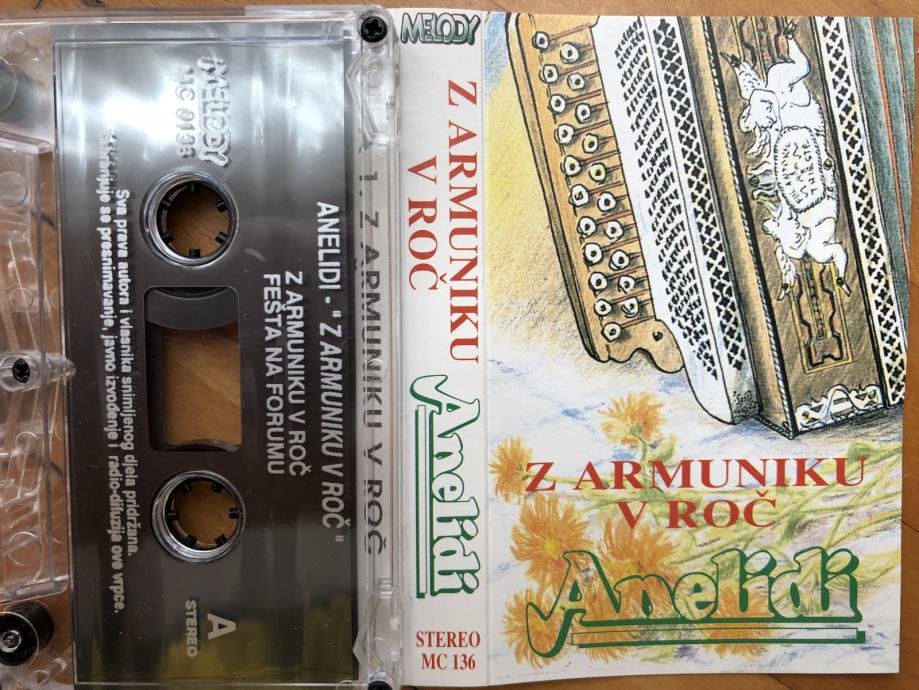 MELODY
MC 0136
ANELIDI - "Z ARMUNIKU V ROČ"
Z ARMUNIKU V ROČ
FEŠTA NA FORUMU
Sva prava autora i vlasnika snimljenog djela pridržana.
se presnimavanje, javno izvođenje i radio-difuzija ove vrpce.
A
STEREO
1. Z ARMUNIKU V ROČ
MELODY
Z ARMUNIKU
V ROČ
Anelidi
STEREO
MC 136
Z ARMUNIKU
V ROČ
Anelidi